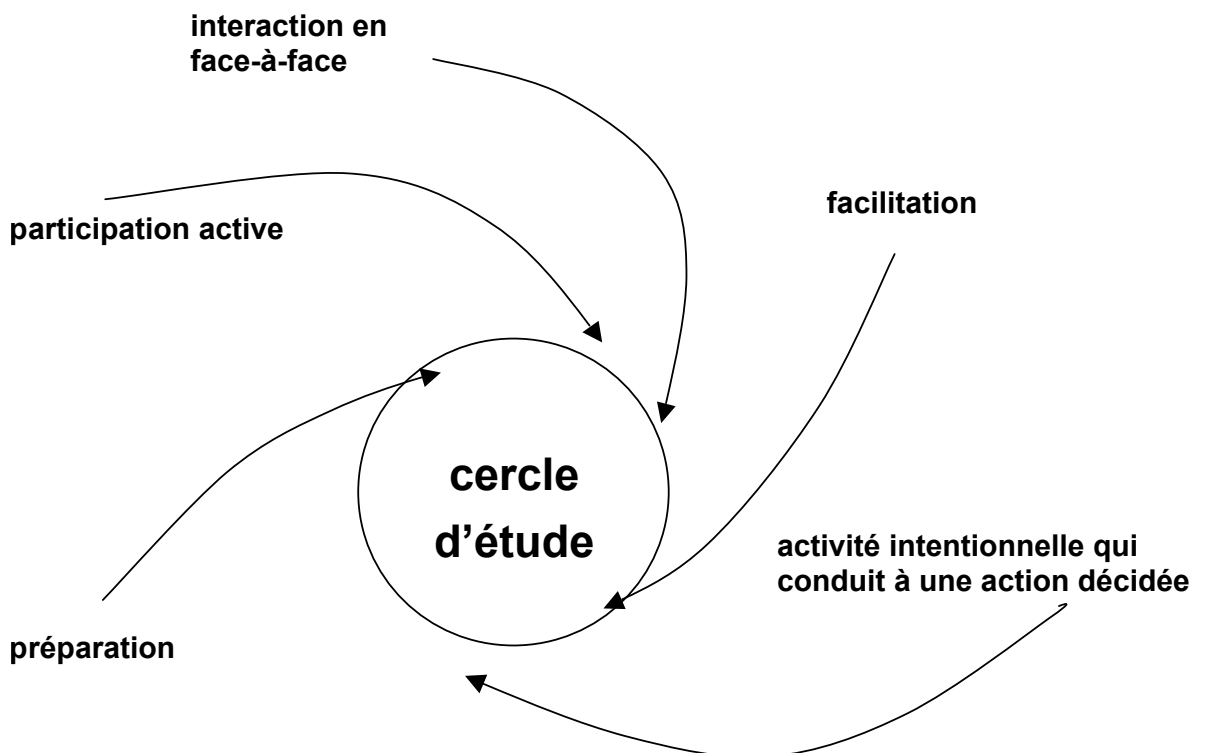 interaction en
face-à-face
participation active
facilitation
cercle
d’étude
activité intentionnelle qui
conduit à une action décidée
préparation